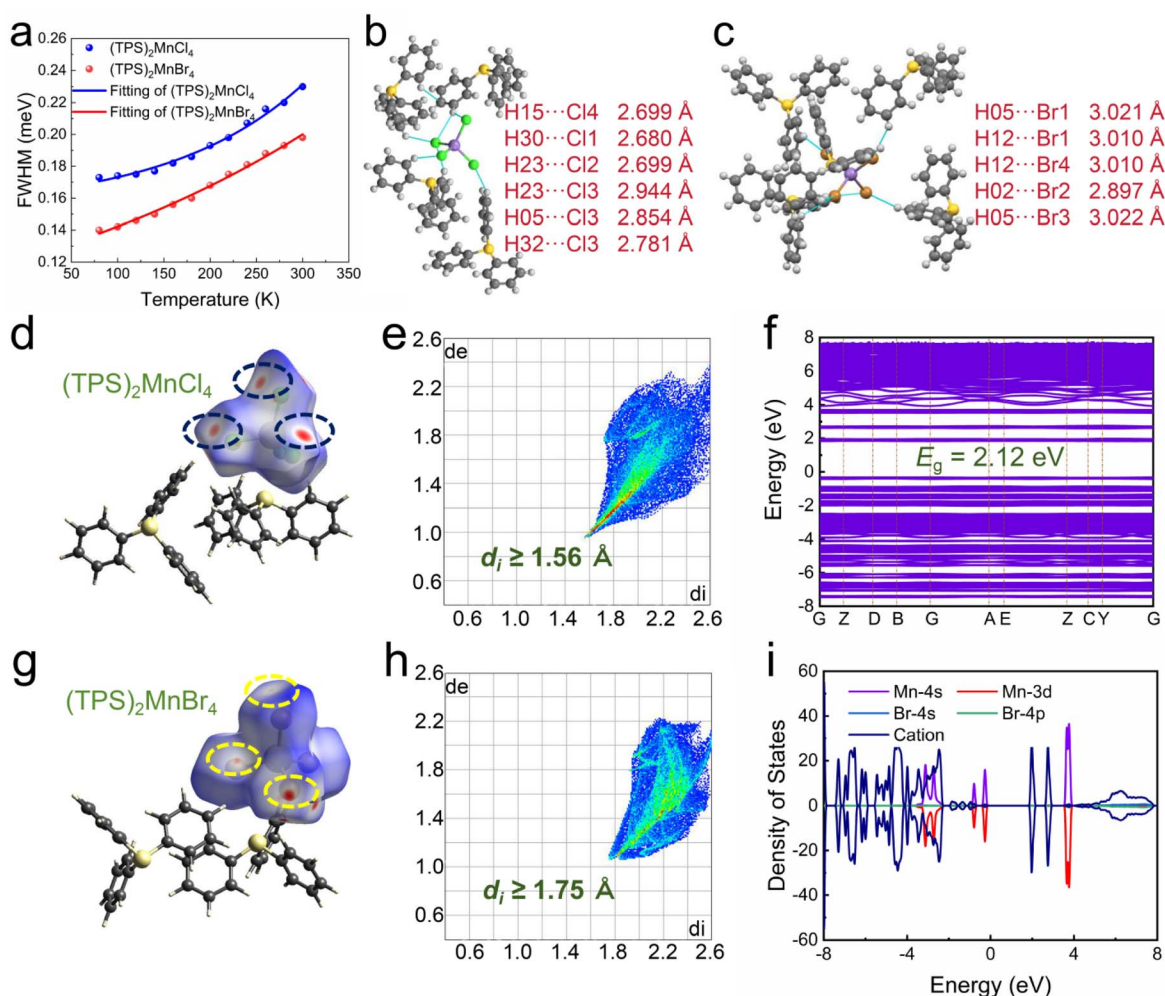 a
0.26
0.24
0.22
0.20
0.18
0.16
0.14
0.12
FWHM (meV)
(TPS)₂MnCl₄
(TPS)₂MnBr₄
Fitting of (TPS)₂MnCl₄
Fitting of (TPS)₂MnBr₄
50 100 150 200 250 300 350
Temperature (K)
b
H15···Cl4 2.699 Å
H30···Cl1 2.680 Å
H23···Cl2 2.699 Å
H23···Cl3 2.944 Å
H05···Cl3 2.854 Å
H32···Cl3 2.781 Å
c
H05···Br1 3.021 Å
H12···Br1 3.010 Å
H12···Br4 3.010 Å
H02···Br2 2.897 Å
H05···Br3 3.022 Å
d
(TPS)₂MnCl₄
e
2.6
de
2.2
1.8
1.4
1.0
0.6
dᵢ ≥ 1.56 Å
di
0.6 1.0 1.4 1.8 2.2 2.6
f
8
6
4
2
0
-2
-4
-6
-8
Energy (eV)
E_g = 2.12 eV
G Z D B G A E Z C Y G
g
(TPS)₂MnBr₄
h
2.6
de
2.2
1.8
1.4
1.0
0.6
dᵢ ≥ 1.75 Å
di
0.6 1.0 1.4 1.8 2.2 2.6
i
60
40
20
0
-20
-40
-60
Density of States
Mn-4s Mn-3d
Br-4s Br-4p
Cation
-8 -4 0 4 8
Energy (eV)